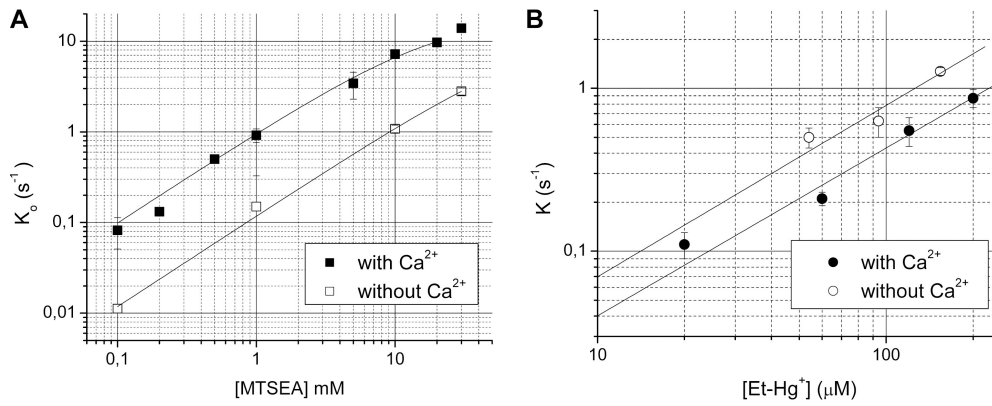 A
10
1
0,1
0,01
K₀ (s⁻¹)
with Ca²⁺
without Ca²⁺
0,1
1
10
[MTSEA] mM
B
1
0,1
K (s⁻¹)
with Ca²⁺
without Ca²⁺
10
100
[Et-Hg⁺] (μM)